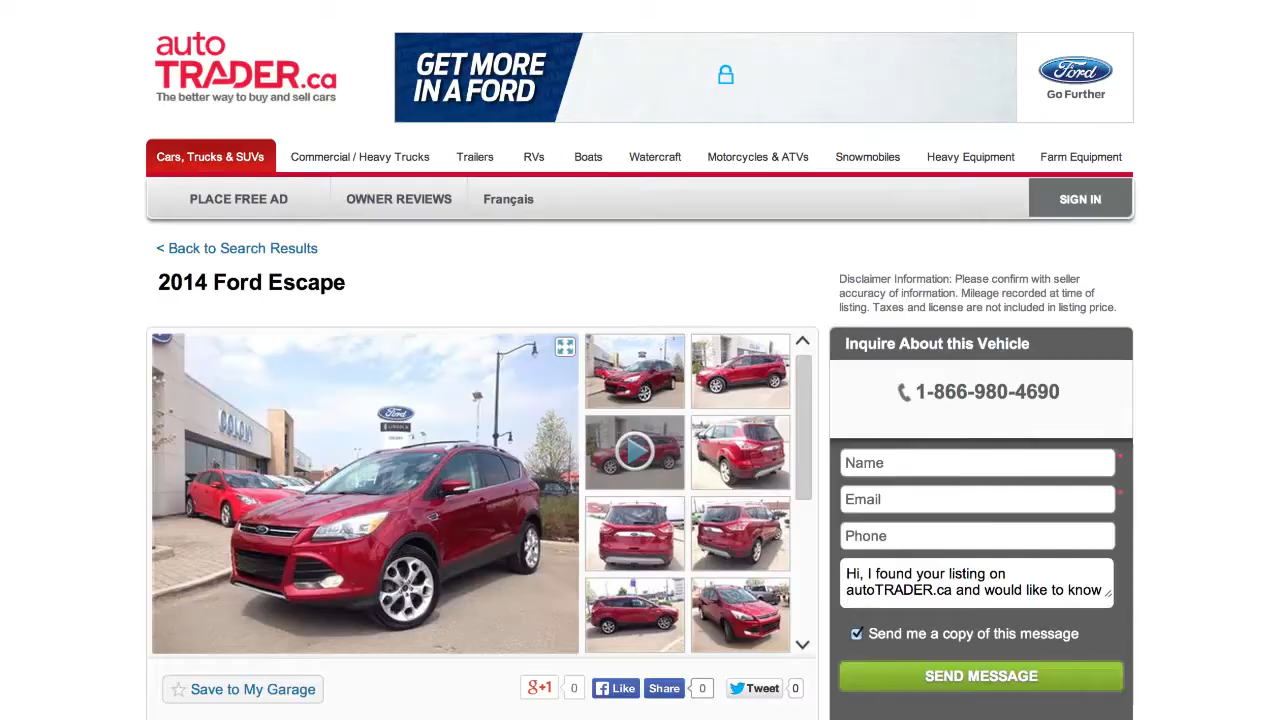 auto
TRADER.ca
The better way to buy and sell cars
GET MORE
IN A FORD
Ford
Go Further
Cars, Trucks & SUVs
Commercial / Heavy Trucks
Trailers
RVs
Boats
Watercraft
Motorcycles & ATVs
Snowmobiles
Heavy Equipment
Farm Equipment
PLACE FREE AD
OWNER REVIEWS
Français
SIGN IN
< Back to Search Results
2014 Ford Escape
Disclaimer Information: Please confirm with seller
accuracy of information. Mileage recorded at time of
listing. Taxes and license are not included in listing price.
COLONY
Ford
LINCOLN
Inquire About this Vehicle
1-866-980-4690
Name *
Email *
Phone
Hi, I found your listing on
autoTRADER.ca and would like to know
Send me a copy of this message
SEND MESSAGE
Save to My Garage
g+1
0
Like
Share
0
Tweet
0